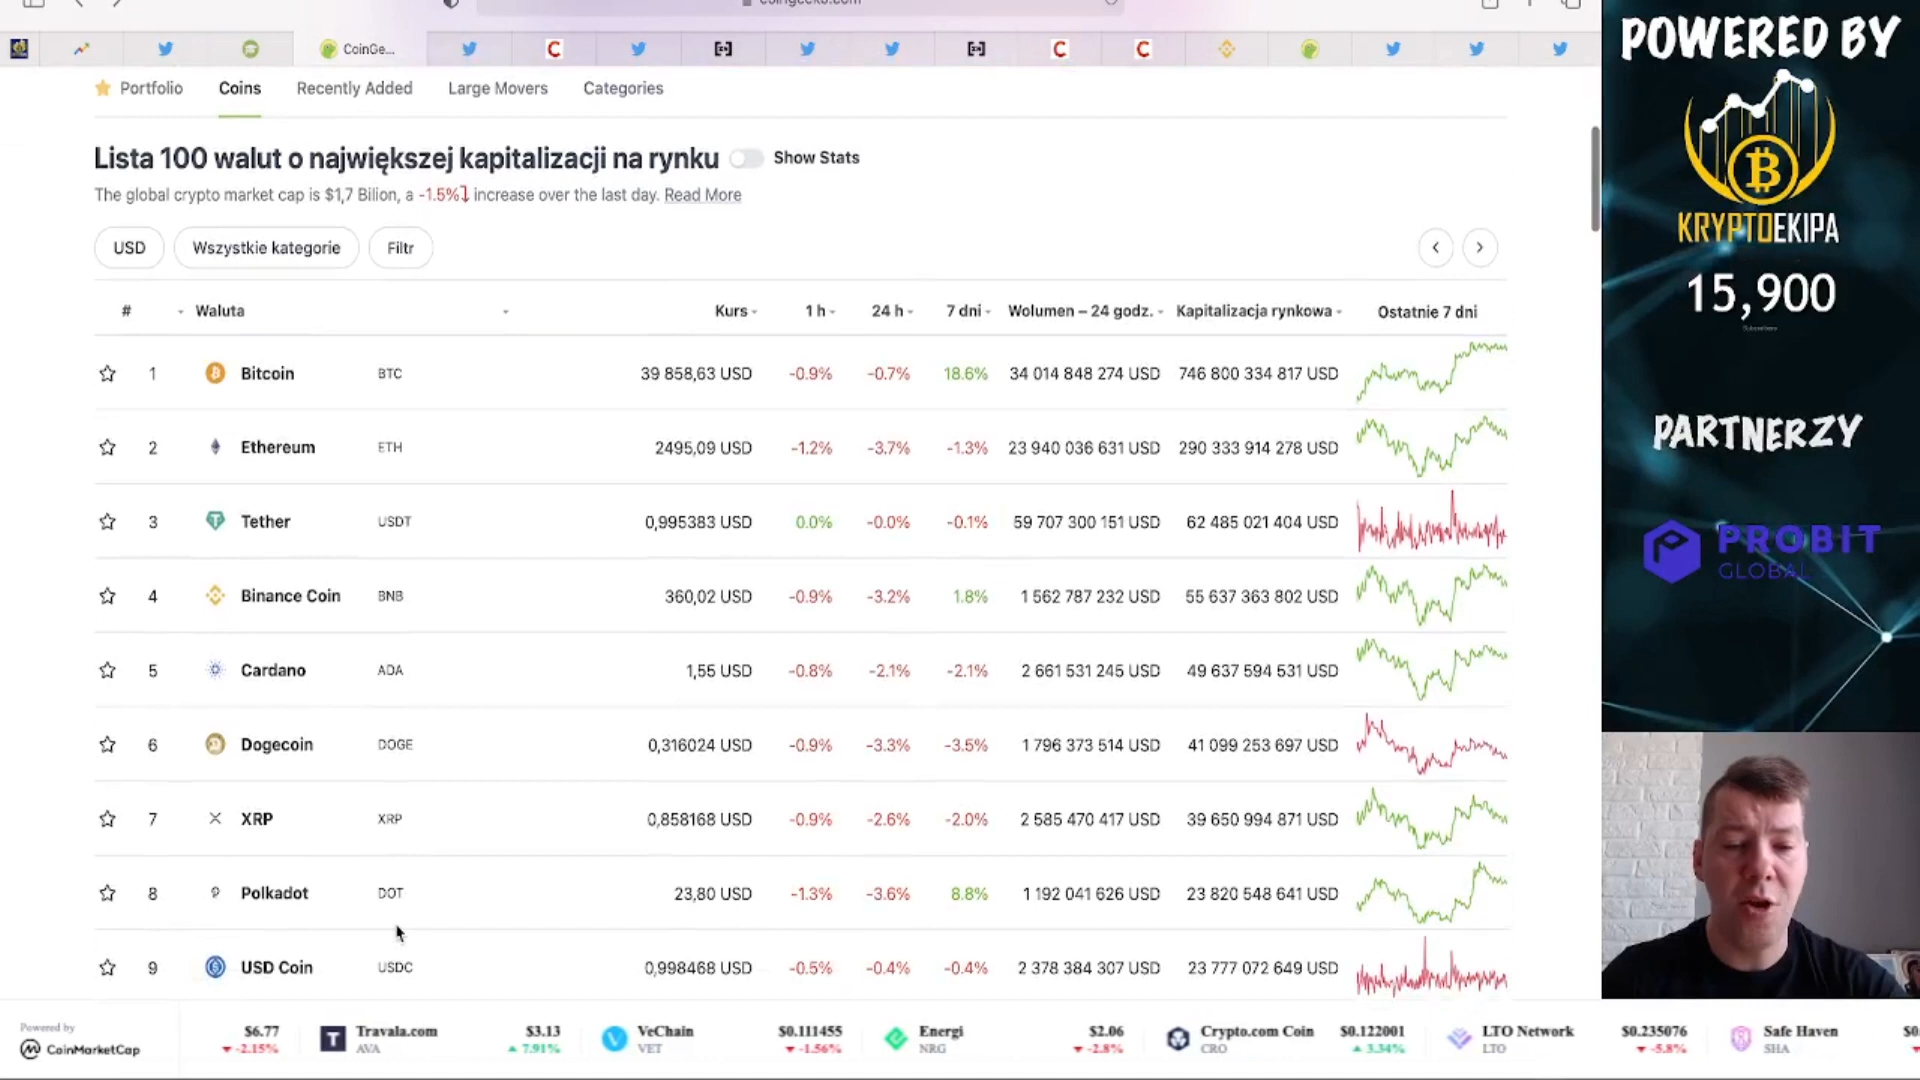 CoinGe...
Portfolio
Coins
Recently Added
Large Movers
Categories
Lista 100 walut o największej kapitalizacji na rynku
Show Stats
The global crypto market cap is $1,7 Bilion, a -1.5% increase over the last day. Read More
USD
Wszystkie kategorie
Filtr
# Waluta Kurs 1 h 24 h 7 dni Wolumen – 24 godz. Kapitalizacja rynkowa Ostatnie 7 dni
1 Bitcoin BTC 39 858,63 USD -0.9% -0.7% 18.6% 34 014 848 274 USD 746 800 334 817 USD
2 Ethereum ETH 2495,09 USD -1.2% -3.7% -1.3% 23 940 036 631 USD 290 333 914 278 USD
3 Tether USDT 0,995383 USD 0.0% -0.0% -0.1% 59 707 300 151 USD 62 485 021 404 USD
4 Binance Coin BNB 360,02 USD -0.9% -3.2% 1.8% 1 562 787 232 USD 55 637 363 802 USD
5 Cardano ADA 1,55 USD -0.8% -2.1% -2.1% 2 661 531 245 USD 49 637 594 531 USD
6 Dogecoin DOGE 0,316024 USD -0.9% -3.3% -3.5% 1 796 373 514 USD 41 099 253 697 USD
7 XRP XRP 0,858168 USD -0.9% -2.6% -2.0% 2 585 470 417 USD 39 650 994 871 USD
8 Polkadot DOT 23,80 USD -1.3% -3.6% 8.8% 1 192 041 626 USD 23 820 548 641 USD
9 USD Coin USDC 0,998468 USD -0.5% -0.4% -0.4% 2 378 384 307 USD 23 777 072 649 USD
POWERED BY
KRYPTOEKIPA
15,900
PARTNERZY
PROBIT
GLOBAL
Powered by
CoinMarketCap
$6.77
-2.15%
Travala.com $3.13
AVA 7.91%
VeChain $0.111455
VET -1.56%
Energi $2.06
NRG -2.8%
Crypto.com Coin $0.122001
CRO 3.34%
LTO Network $0.235076
LTO -5.8%
Safe Haven
SHA